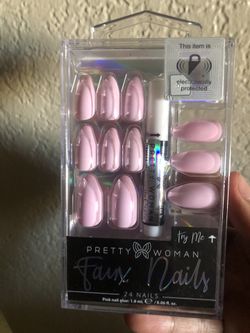 This item is
electronically
protected
Try Me
PRETTY WOMAN
Faux Nails
24 NAILS
Pink nail glue: 1.8 mL ℮ / 0.06 fl. oz.